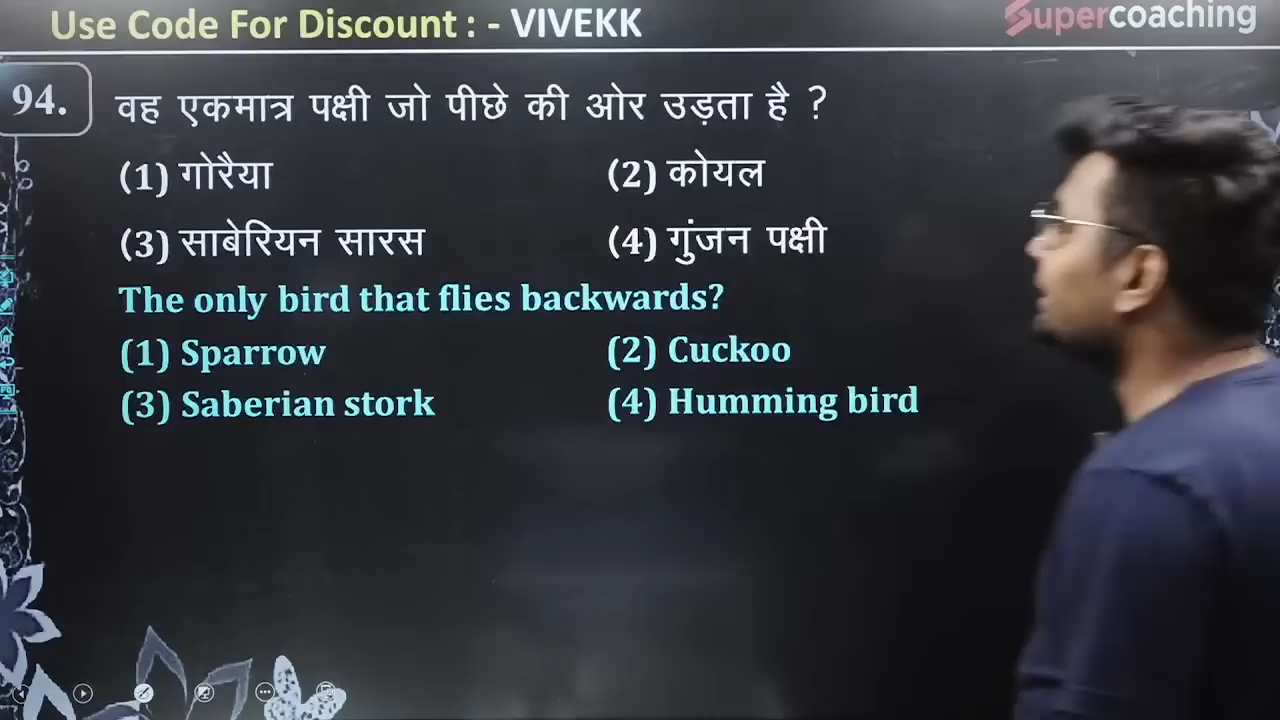 Use Code For Discount : - VIVEKK
Supercoaching
94. वह एकमात्र पक्षी जो पीछे की ओर उड़ता है ?
(1) गोरैया (2) कोयल
(3) साबेरियन सारस (4) गुंजन पक्षी
The only bird that flies backwards?
(1) Sparrow (2) Cuckoo
(3) Saberian stork (4) Humming bird